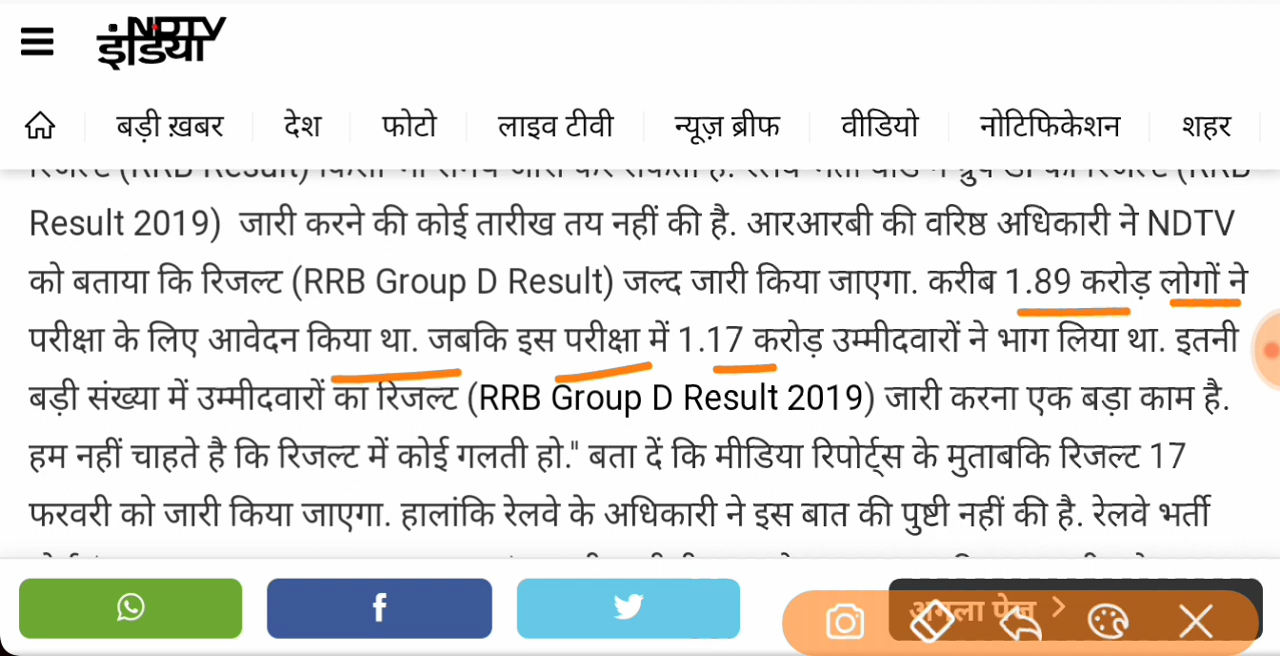 NDTV
इंडिया
बड़ी ख़बर देश फोटो लाइव टीवी न्यूज़ ब्रीफ वीडियो नोटिफिकेशन शहर
Result 2019) जारी करने की कोई तारीख तय नहीं की है. आरआरबी की वरिष्ठ अधिकारी ने NDTV
को बताया कि रिजल्ट (RRB Group D Result) जल्द जारी किया जाएगा. करीब 1.89 करोड़ लोगों ने
परीक्षा के लिए आवेदन किया था. जबकि इस परीक्षा में 1.17 करोड़ उम्मीदवारों ने भाग लिया था. इतनी
बड़ी संख्या में उम्मीदवारों का रिजल्ट (RRB Group D Result 2019) जारी करना एक बड़ा काम है.
हम नहीं चाहते है कि रिजल्ट में कोई गलती हो." बता दें कि मीडिया रिपोर्ट्स के मुताबकि रिजल्ट 17
फरवरी को जारी किया जाएगा. हालांकि रेलवे के अधिकारी ने इस बात की पुष्टी नहीं की है. रेलवे भर्ती
अगला पेज